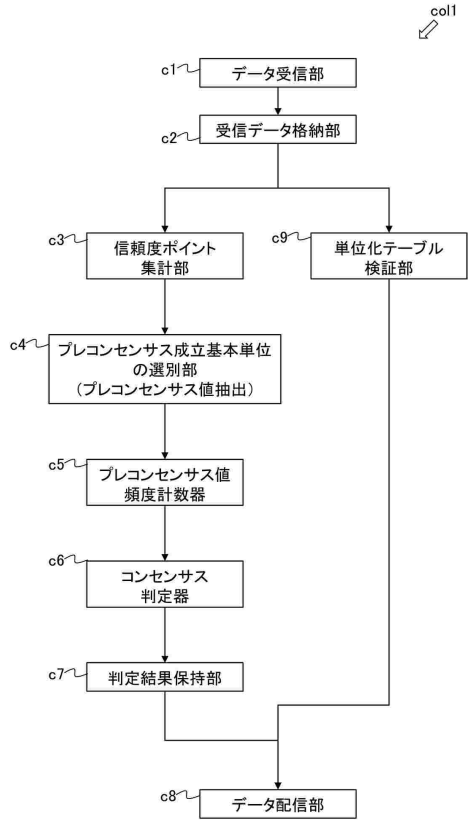 col1
c1
データ受信部
c2
受信データ格納部
c3
信頼度ポイント
集計部
c9
単位化テーブル
検証部
c4
プレコンセンサス成立基本単位
の選別部
（プレコンセンサス値抽出）
c5
プレコンセンサス値
頻度計数器
c6
コンセンサス
判定器
c7
判定結果保持部
c8
データ配信部